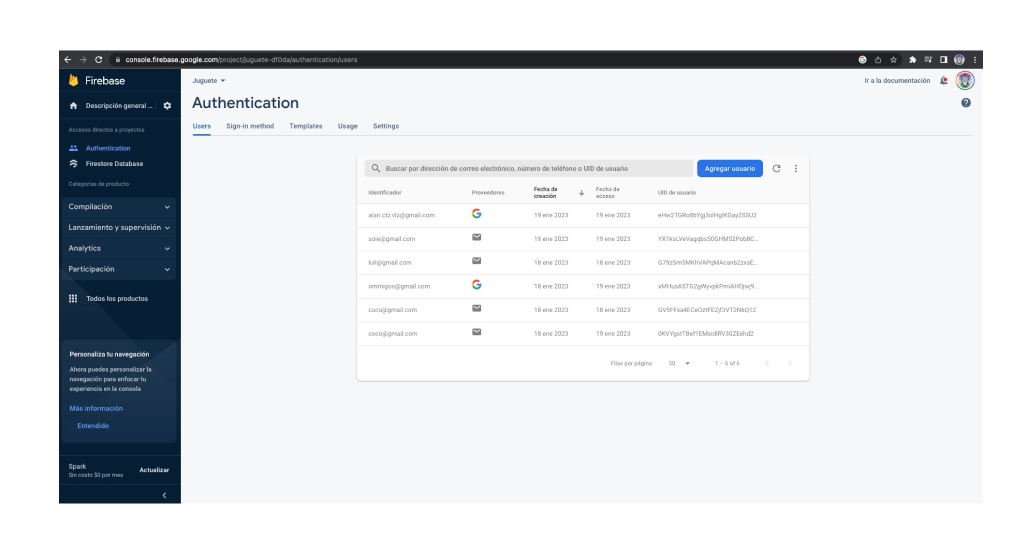 console.firebase.google.com/project/juguete-df0da/authentication/users
Firebase
Juguete
Ir a la documentación
Descripción general ...
Authentication
Users Sign-in method Templates Usage Settings
Accesos directos a proyectos
Authentication
Firestore Database
Categorías de producto
Compilación
Lanzamiento y supervisión
Analytics
Participación
Todos los productos
Personaliza tu navegación
Ahora puedes personalizar la
navegación para enfocar tu
experiencia en la consola
Más información
Entendido
Spark
Sin costo $0 por mes
Actualizar
Buscar por dirección de correo electrónico, número de teléfono o UID de usuario
Agregar usuario
Identificador Proveedores Fecha de creación Fecha de acceso UID de usuario
alan.ctz.vlz@gmail.com 19 ene 2023 19 ene 2023
sole@gmail.com 19 ene 2023 19 ene 2023
luli@gmail.com 18 ene 2023 18 ene 2023
ommigos@gmail.com 18 ene 2023 19 ene 2023
cucu@gmail.com 18 ene 2023 18 ene 2023
coco@gmail.com 18 ene 2023 19 ene 2023
Filas por página: 50 1 – 6 of 6